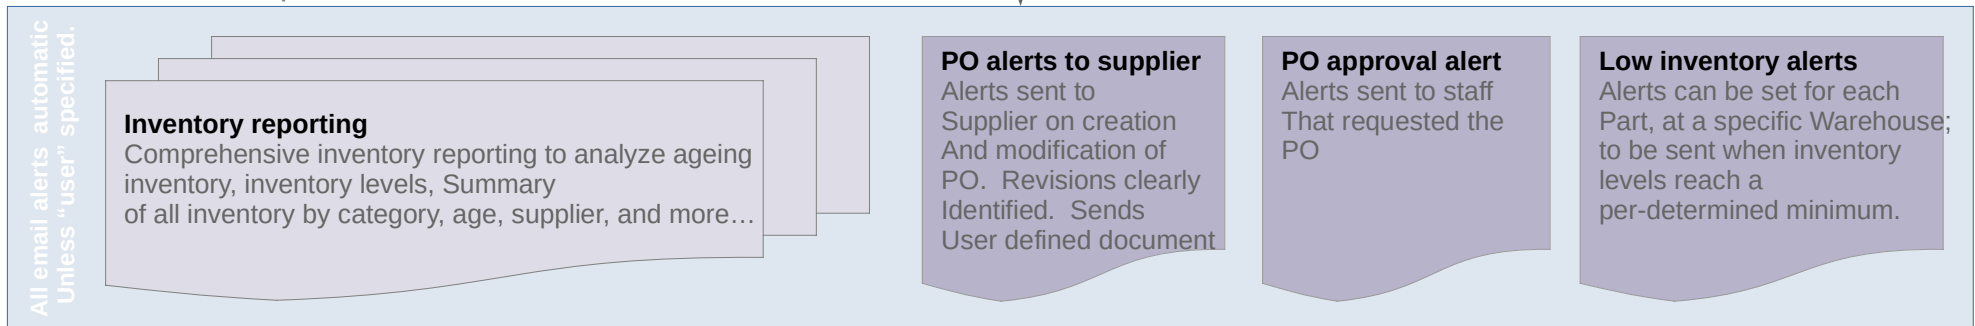 All email alerts  automatic
Unless “user” specified.
Inventory reporting
Comprehensive inventory reporting to analyze ageing
inventory, inventory levels, Summary
of all inventory by category, age, supplier, and more…
PO alerts to supplier
Alerts sent to
Supplier on creation
And modification of
PO.  Revisions clearly
Identified.  Sends
User defined document
PO approval alert
Alerts sent to staff
That requested the
PO
Low inventory alerts
Alerts can be set for each
Part, at a specific Warehouse;
to be sent when inventory
levels reach a
per-determined minimum.